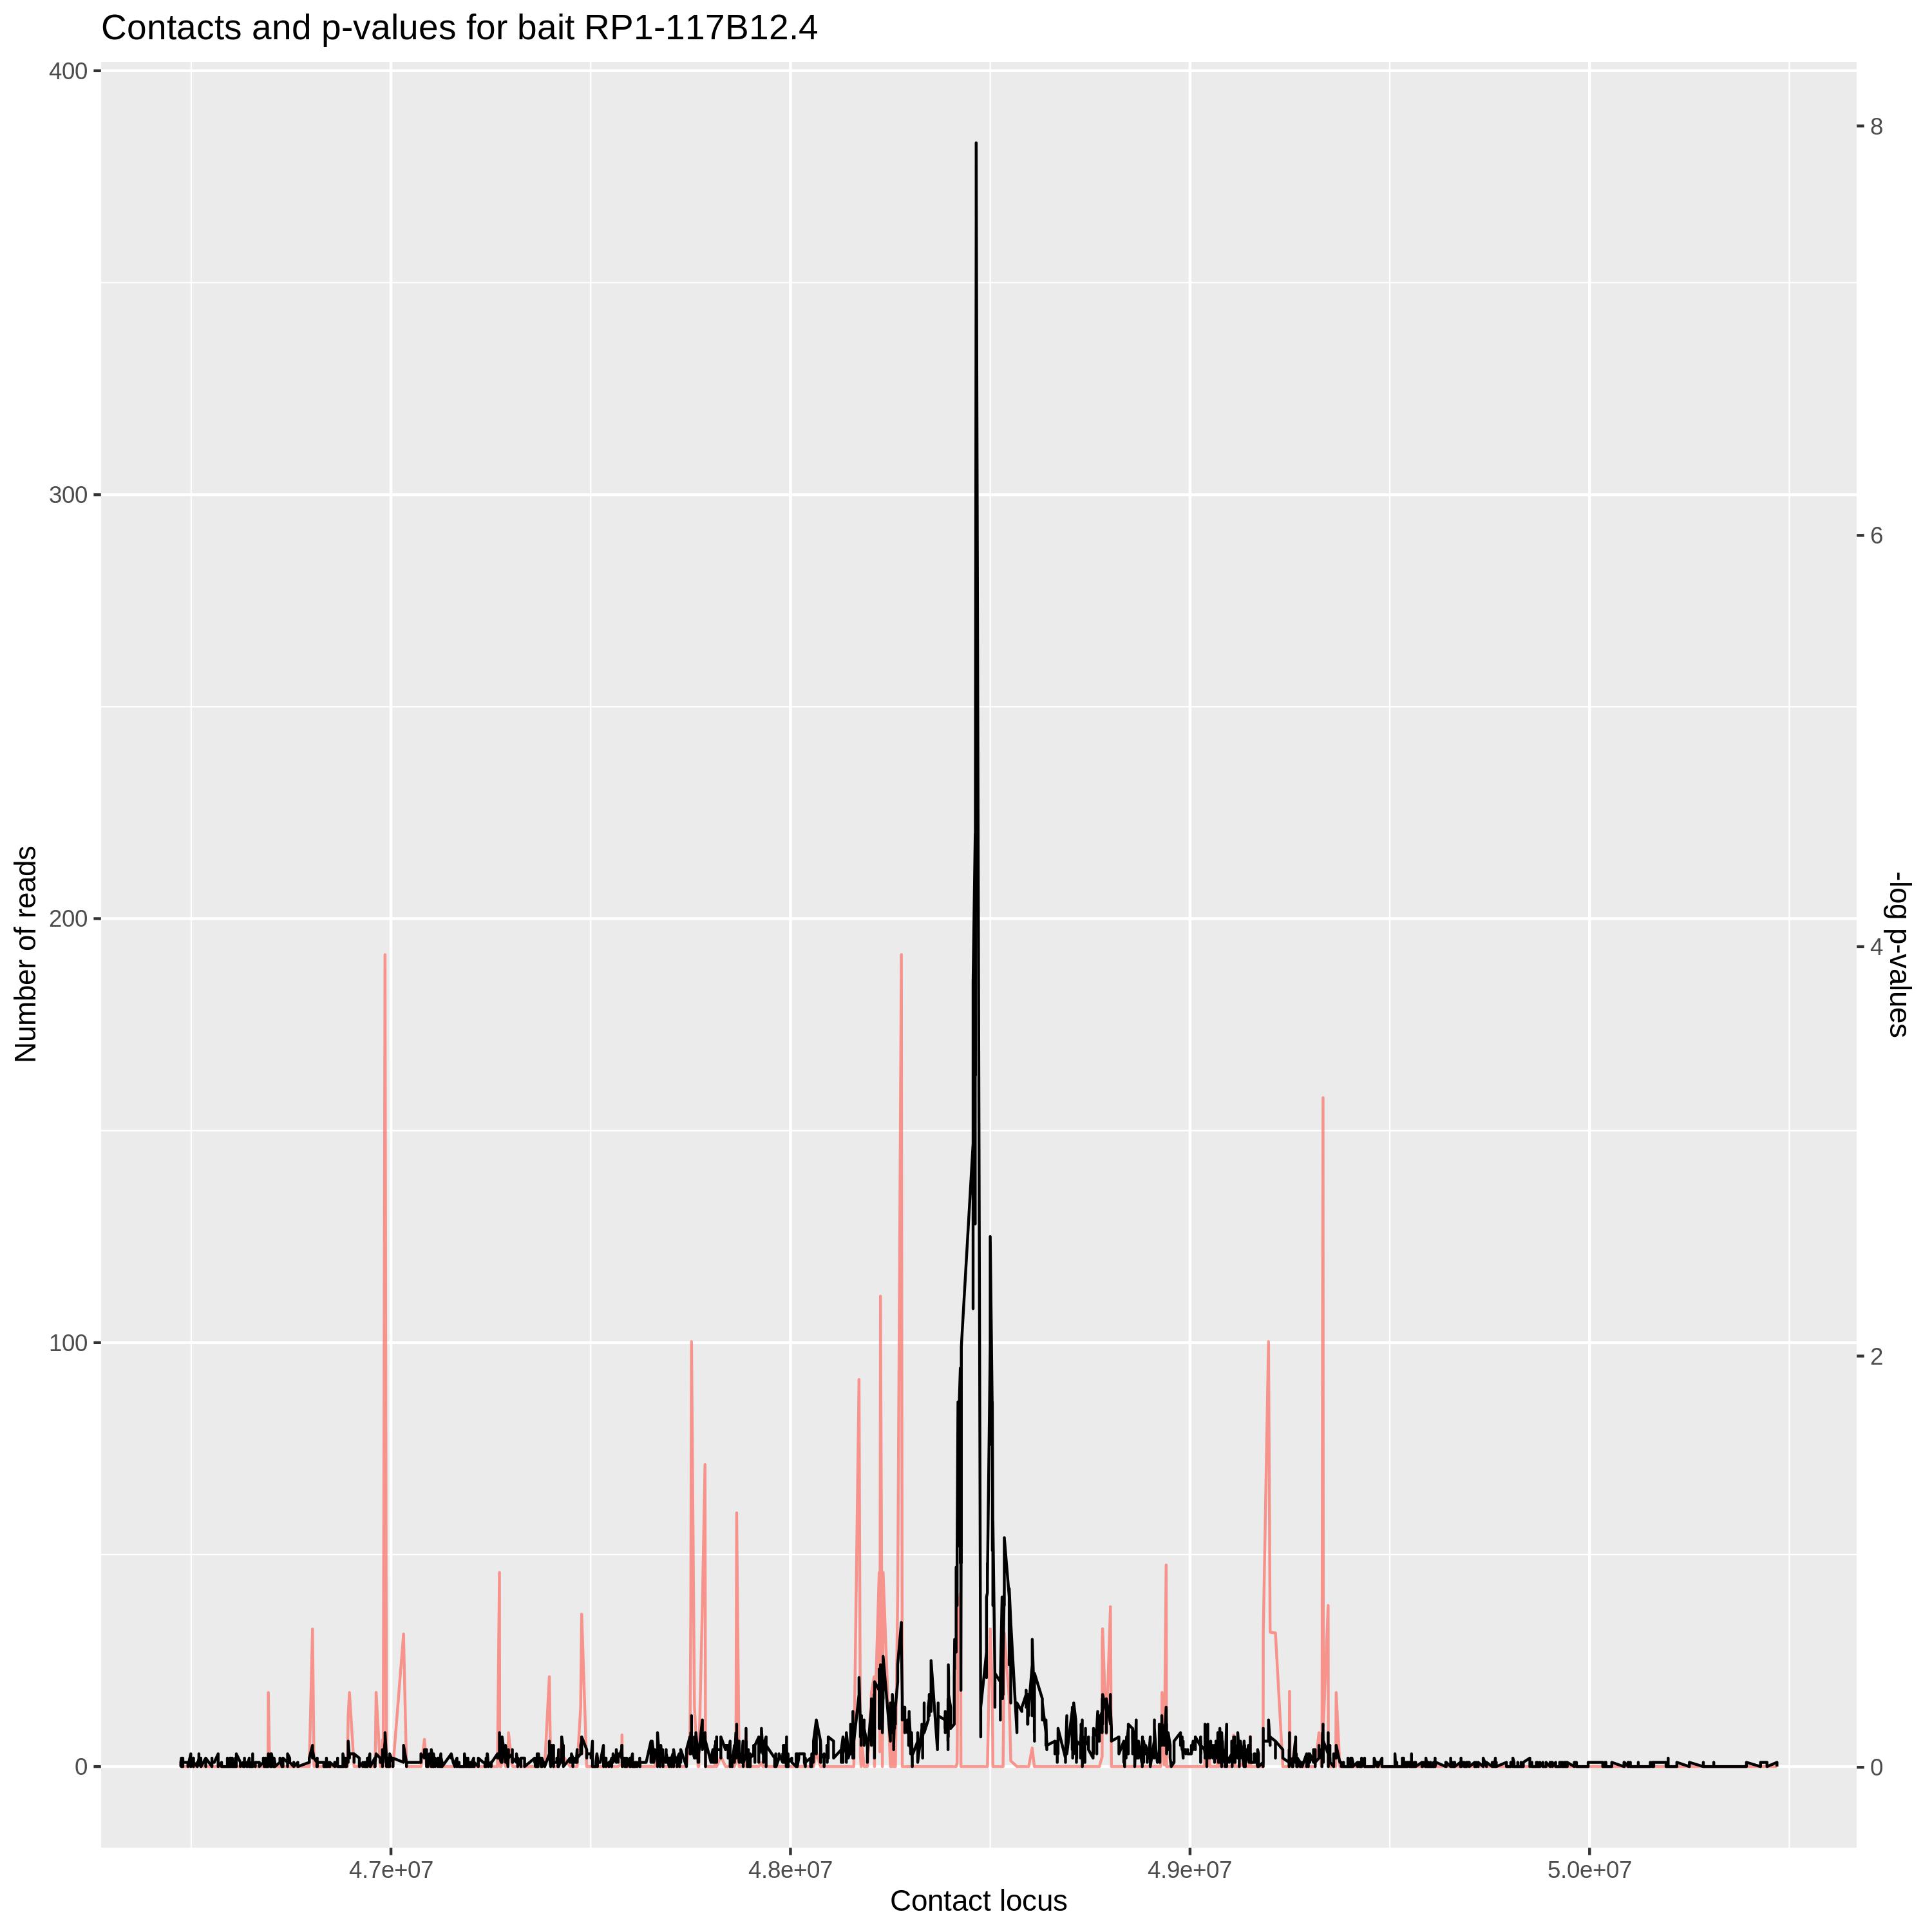 Contacts and p-values for bait RP1-117B12.4
400
300
200
100
0
Number of reads
8
6
4
2
0
-log p-values
4.7e+07 4.8e+07 4.9e+07 5.0e+07
Contact locus